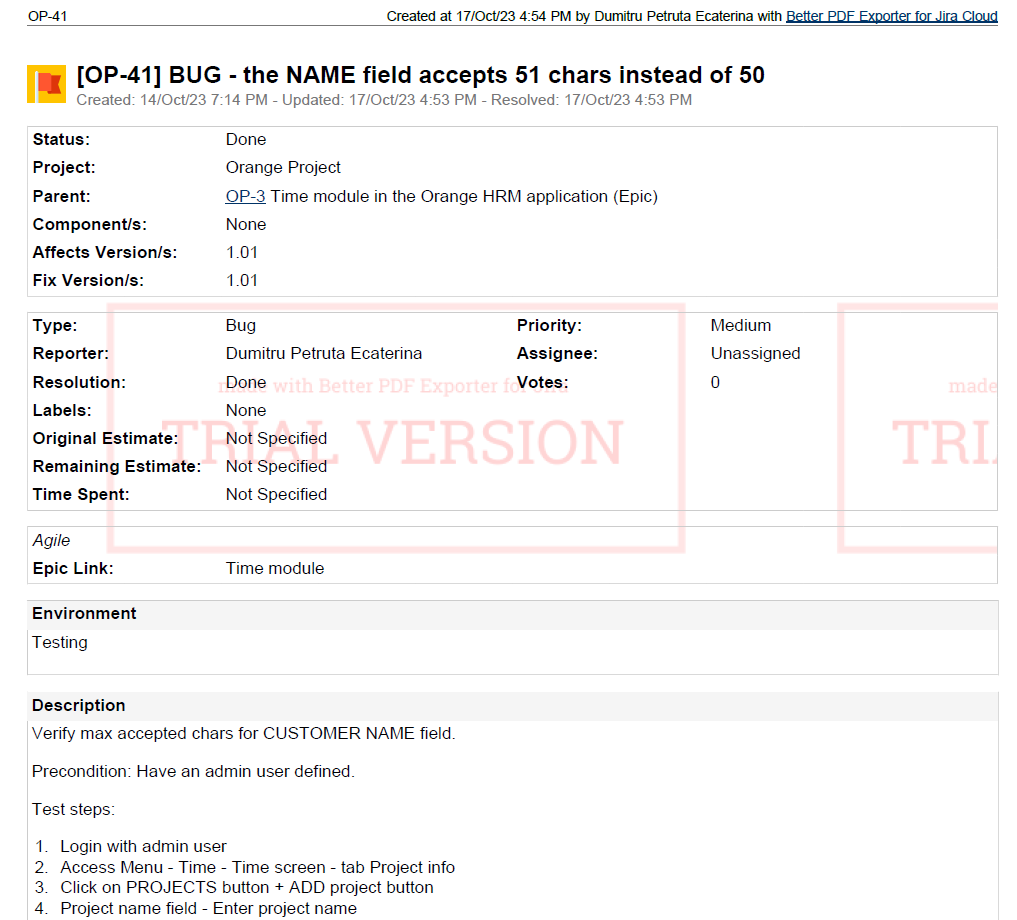 OP-41 Created at 17/Oct/23 4:54 PM by Dumitru Petruta Ecaterina with Better PDF Exporter for Jira Cloud
[OP-41] BUG - the NAME field accepts 51 chars instead of 50
Created: 14/Oct/23 7:14 PM - Updated: 17/Oct/23 4:53 PM - Resolved: 17/Oct/23 4:53 PM
Status: Done
Project: Orange Project
Parent: OP-3 Time module in the Orange HRM application (Epic)
Component/s: None
Affects Version/s: 1.01
Fix Version/s: 1.01
Type: Bug Priority: Medium
Reporter: Dumitru Petruta Ecaterina Assignee: Unassigned
Resolution: Done Votes: 0
made with Better PDF Exporter for Jira made
Labels: None
TRIAL VERSION TRI
Original Estimate: Not Specified
Remaining Estimate: Not Specified
Time Spent: Not Specified
Agile
Epic Link: Time module
Environment
Testing
Description
Verify max accepted chars for CUSTOMER NAME field.
Precondition: Have an admin user defined.
Test steps:
1. Login with admin user
2. Access Menu - Time - Time screen - tab Project info
3. Click on PROJECTS button + ADD project button
4. Project name field - Enter project name